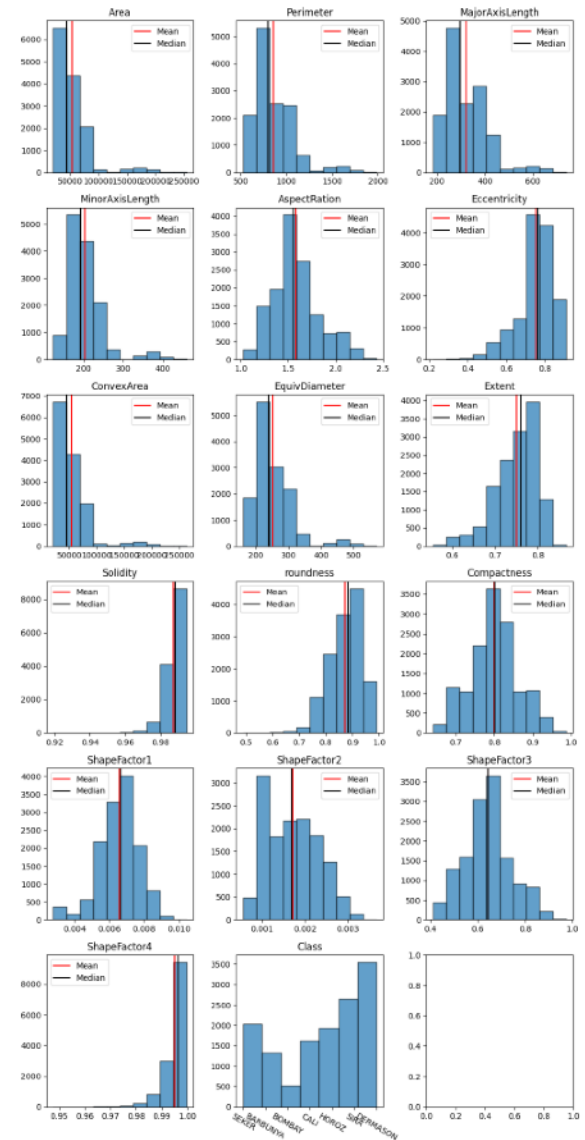 Area
6000
5000
4000
3000
2000
1000
0
Mean
Median
50000 100000 150000 200000 250000
Perimeter
5000
4000
3000
2000
1000
0
Mean
Median
500 1000 1500 2000
MajorAxisLength
5000
4000
3000
2000
1000
0
Mean
Median
200 400 600
MinorAxisLength
5000
4000
3000
2000
1000
0
Mean
Median
200 300 400
AspectRation
4000
3000
2000
1000
0
Mean
Median
1.0 1.5 2.0 2.5
Eccentricity
4000
3000
2000
1000
0
Mean
Median
0.2 0.4 0.6 0.8
ConvexArea
7000
6000
5000
4000
3000
2000
1000
0
Mean
Median
50000 100000 150000 200000 250000
EquivDiameter
5000
4000
3000
2000
1000
0
Mean
Median
200 300 400 500
Extent
4000
3500
3000
2500
2000
1500
1000
500
0
Mean
Median
0.6 0.7 0.8
Solidity
8000
6000
4000
2000
0
Mean
Median
0.92 0.94 0.96 0.98
roundness
4000
3000
2000
1000
0
Mean
Median
0.5 0.6 0.7 0.8 0.9 1.0
Compactness
3500
3000
2500
2000
1500
1000
500
0
Mean
Median
0.7 0.8 0.9 1.0
ShapeFactor1
4000
3500
3000
2500
2000
1500
1000
500
0
Mean
Median
0.004 0.006 0.008 0.010
ShapeFactor2
3000
2500
2000
1500
1000
500
0
Mean
Median
0.001 0.002 0.003
ShapeFactor3
3500
3000
2500
2000
1500
1000
500
0
Mean
Median
0.4 0.6 0.8 1.0
ShapeFactor4
8000
6000
4000
2000
0
Mean
Median
0.95 0.96 0.97 0.98 0.99 1.00
Class
3500
3000
2500
2000
1500
1000
500
0
SEKER
BARBUNYA
BOMBAY
CALI
HOROZ
SIRA
DERMASON
1.0
0.8
0.6
0.4
0.2
0.0
0.0 0.2 0.4 0.6 0.8 1.0